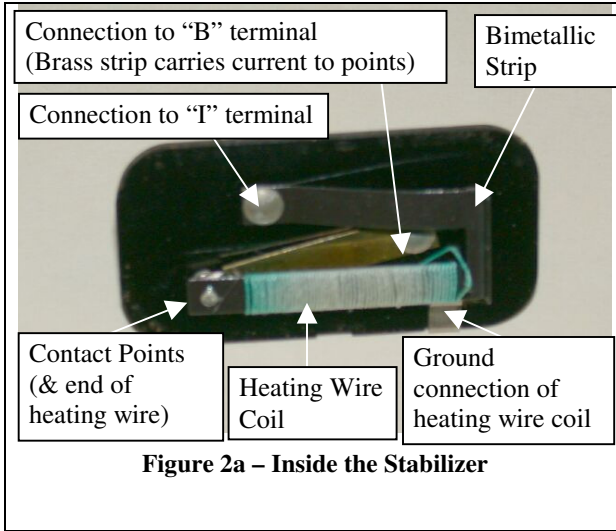 Connection to “B” terminal
(Brass strip carries current to points)
Bimetallic
Strip
Connection to “I” terminal
Contact Points
(& end of
heating wire)
Heating Wire
Coil
Ground
connection of
heating wire coil
Figure 2a – Inside the Stabilizer